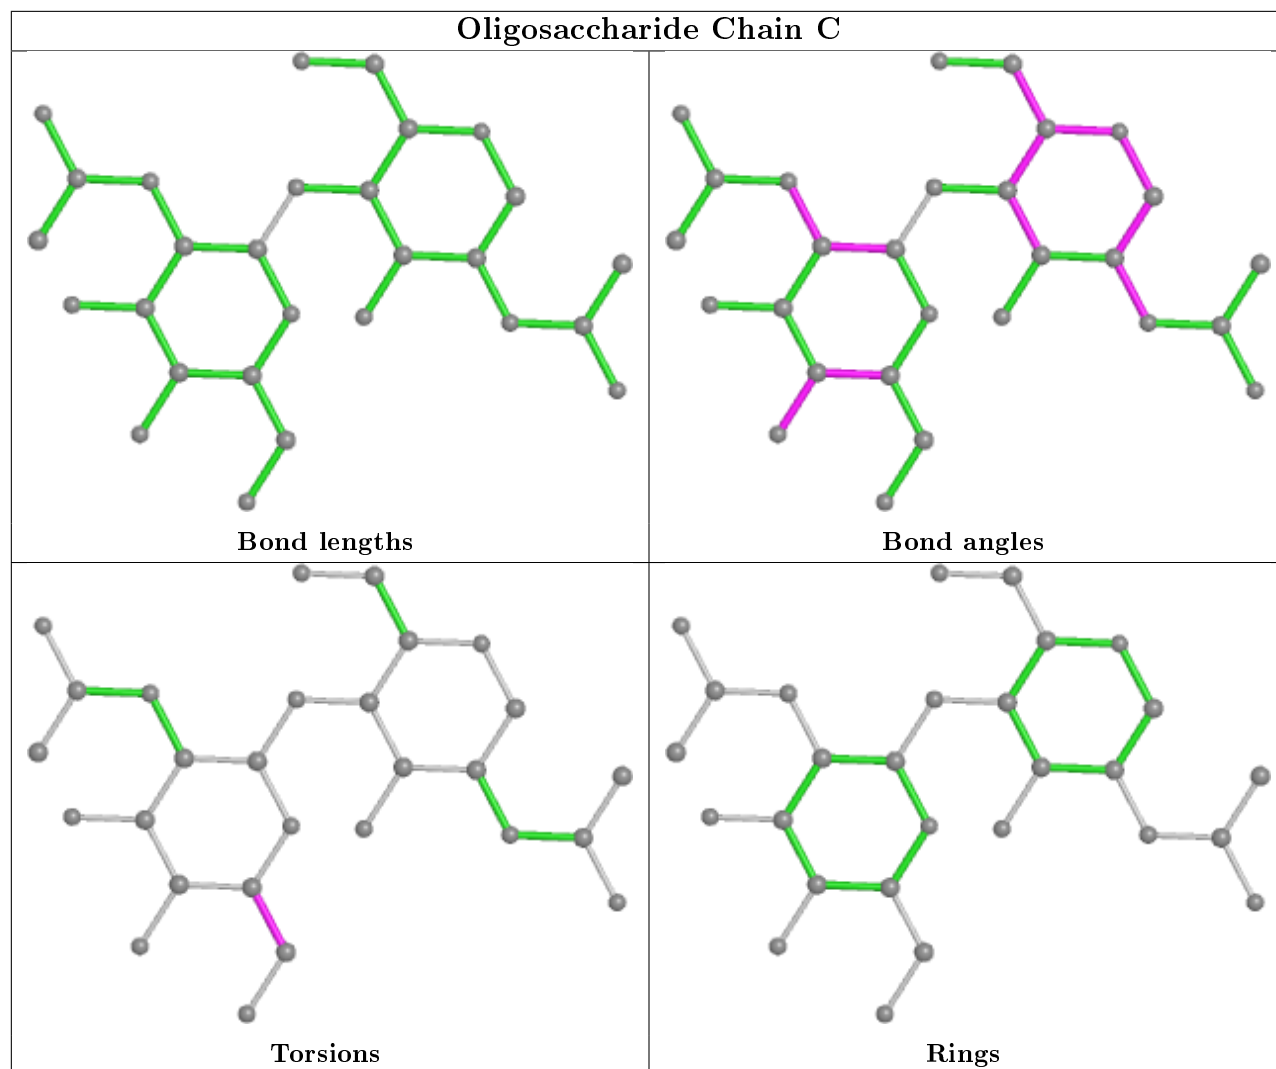 Oligosaccharide Chain C
Bond lengths
Bond angles
Torsions
Rings